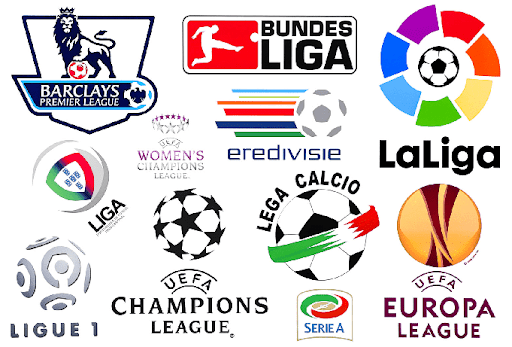 BARCLAYS
PREMIER LEAGUE
BUNDES
LIGA
LaLiga
UEFA
WOMEN'S
CHAMPIONS
LEAGUE
eredivisie
LIGA
LEGA CALCIO
LIGUE 1
UEFA
CHAMPIONS
LEAGUE
SERIE A
UEFA
EUROPA
LEAGUE